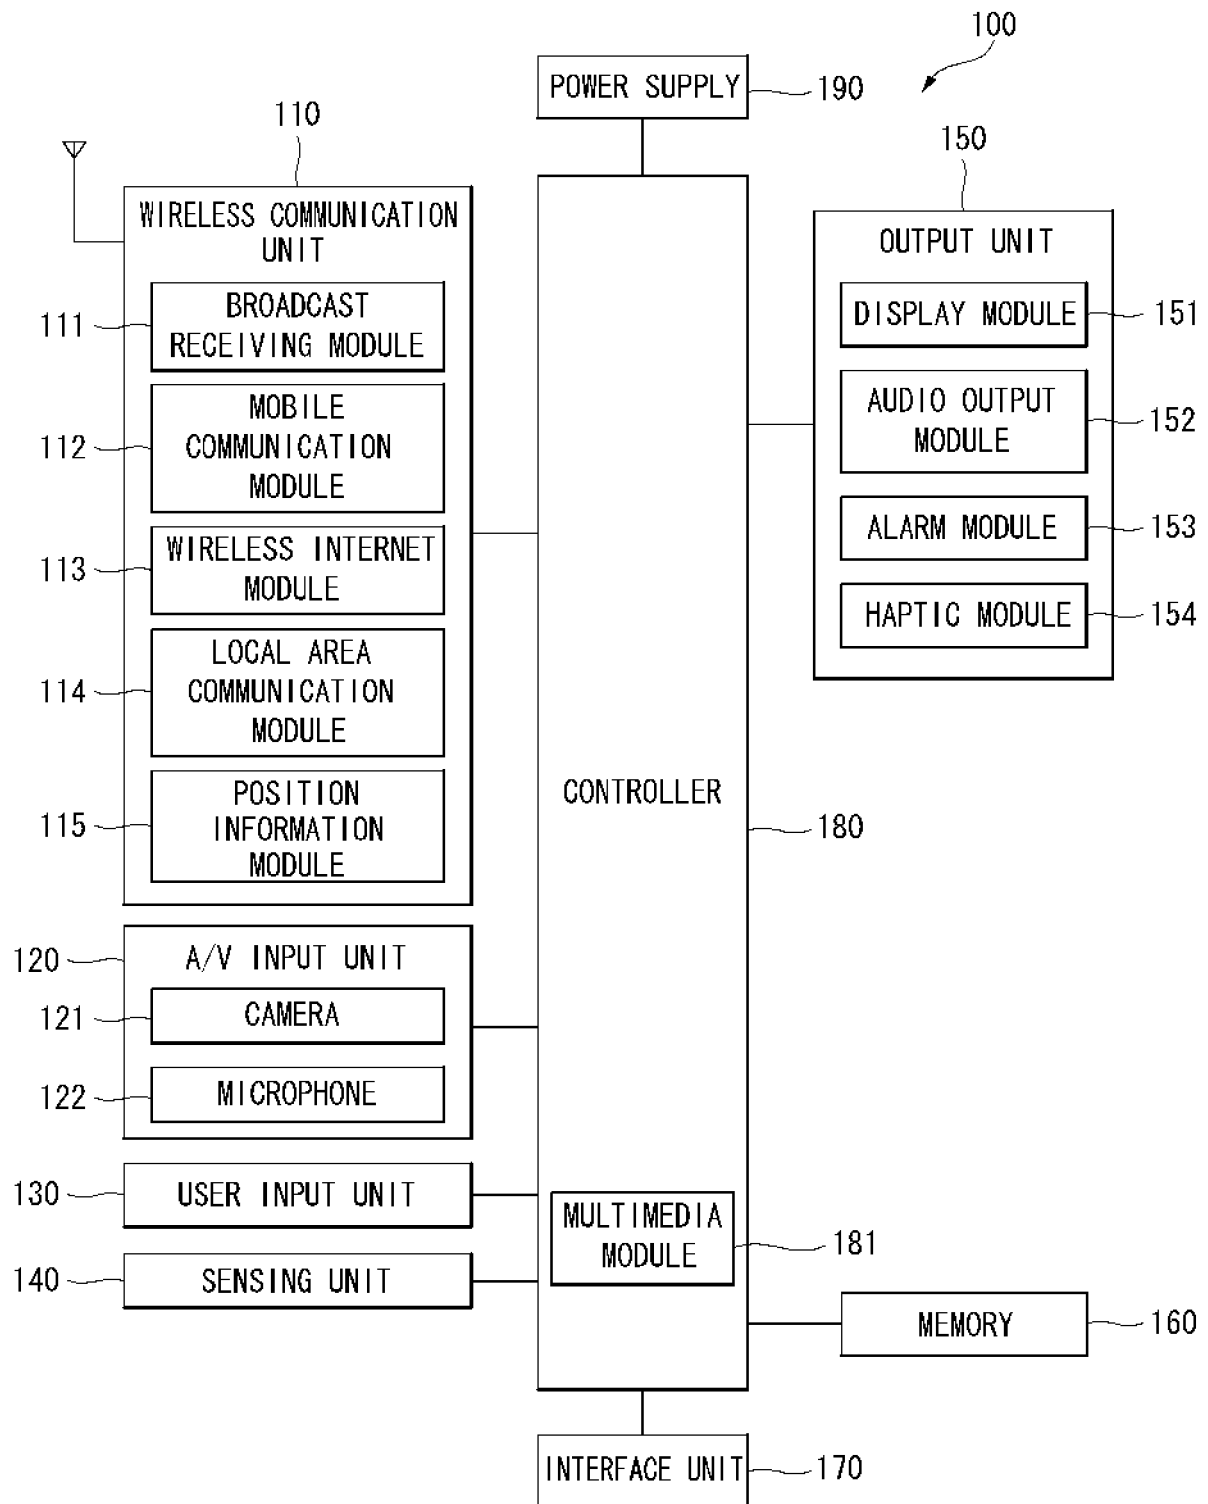 100
POWER SUPPLY
190
110
WIRELESS COMMUNICATION
UNIT
111
BROADCAST
RECEIVING MODULE
112
MOBILE
COMMUNICATION
MODULE
113
WIRELESS INTERNET
MODULE
114
LOCAL AREA
COMMUNICATION
MODULE
115
POSITION
INFORMATION
MODULE
120
A/V INPUT UNIT
121
CAMERA
122
MICROPHONE
130
USER INPUT UNIT
140
SENSING UNIT
CONTROLLER
180
MULTIMEDIA
MODULE
181
150
OUTPUT UNIT
DISPLAY MODULE
151
AUDIO OUTPUT
MODULE
152
ALARM MODULE
153
HAPTIC MODULE
154
MEMORY
160
INTERFACE UNIT
170